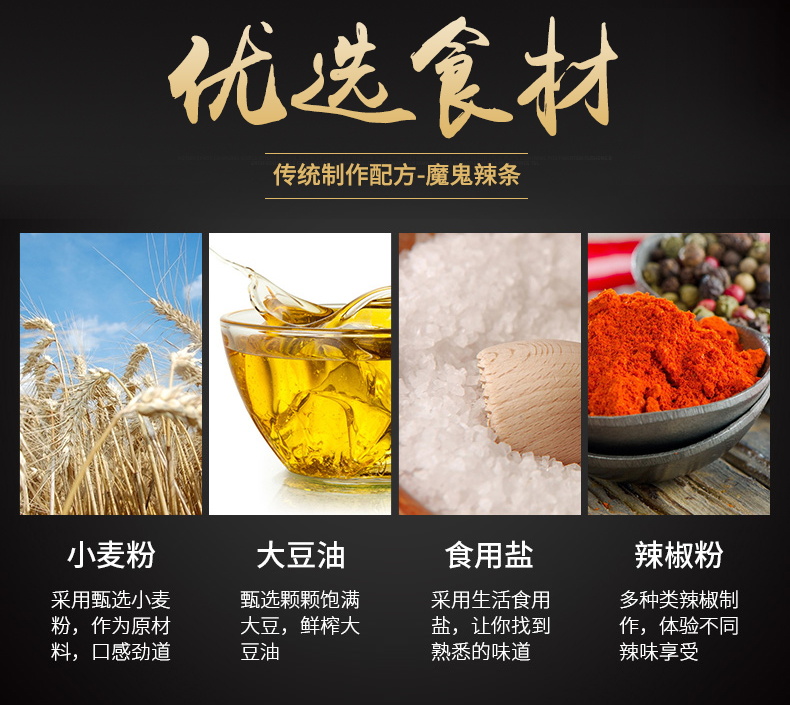 优选食材
传统制作配方-魔鬼辣条
小麦粉
采用甄选小麦
粉，作为原材
料，口感劲道
大豆油
甄选颗颗饱满
大豆，鲜榨大
豆油
食用盐
采用生活食用
盐，让你找到
熟悉的味道
辣椒粉
多种类辣椒制
作，体验不同
辣味享受